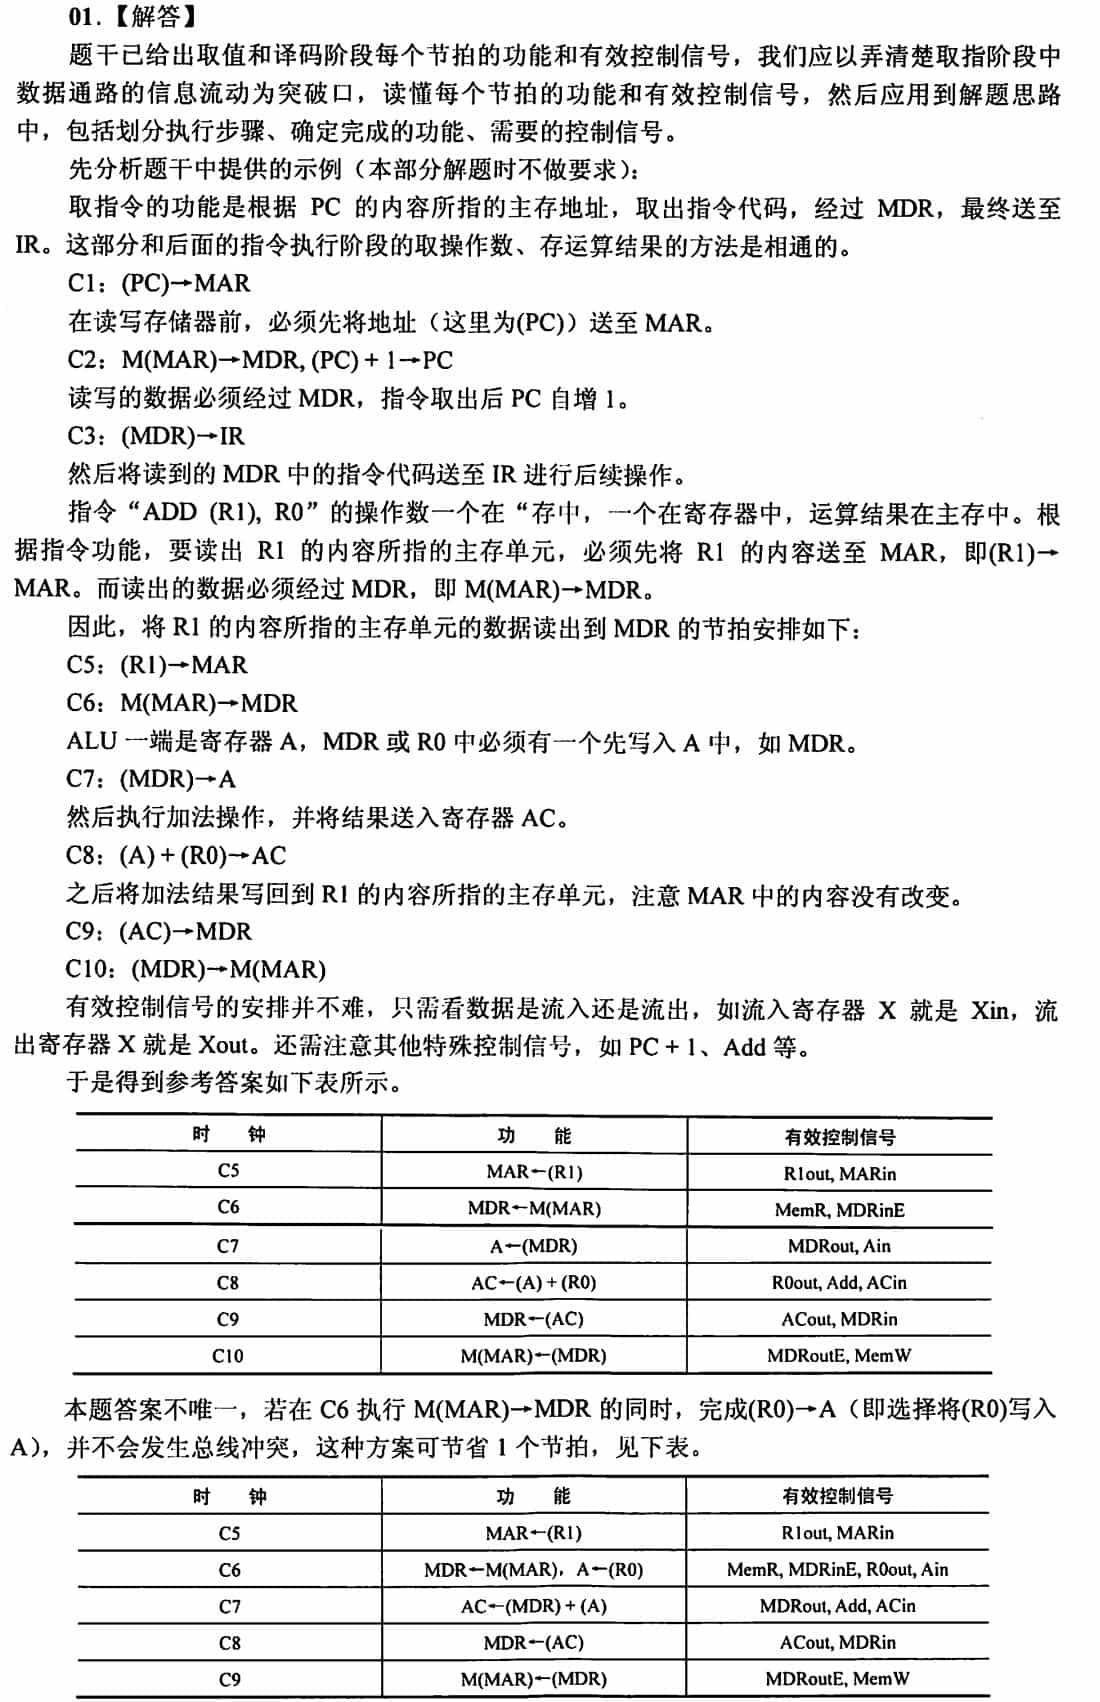 01.【解答】
题干已给出取值和译码阶段每个节拍的功能和有效控制信号，我们应以弄清楚取指阶段中
数据通路的信息流动为突破口，读懂每个节拍的功能和有效控制信号，然后应用到解题思路
中，包括划分执行步骤、确定完成的功能、需要的控制信号。
先分析题干中提供的示例（本部分解题时不做要求）：
取指令的功能是根据 PC 的内容所指的主存地址，取出指令代码，经过 MDR，最终送至
IR。这部分和后面的指令执行阶段的取操作数、存运算结果的方法是相通的。
C1：(PC)→MAR
在读写存储器前，必须先将地址（这里为(PC)）送至 MAR。
C2：M(MAR)→MDR, (PC) + 1→PC
读写的数据必须经过 MDR，指令取出后 PC 自增 1。
C3：(MDR)→IR
然后将读到的 MDR 中的指令代码送至 IR 进行后续操作。
指令“ADD (R1), R0”的操作数一个在“存中，一个在寄存器中，运算结果在主存中。根
据指令功能，要读出 R1 的内容所指的主存单元，必须先将 R1 的内容送至 MAR，即(R1)→
MAR。而读出的数据必须经过 MDR，即 M(MAR)→MDR。
因此，将 R1 的内容所指的主存单元的数据读出到 MDR 的节拍安排如下：
C5：(R1)→MAR
C6：M(MAR)→MDR
ALU 一端是寄存器 A，MDR 或 R0 中必须有一个先写入 A 中，如 MDR。
C7：(MDR)→A
然后执行加法操作，并将结果送入寄存器 AC。
C8：(A) + (R0)→AC
之后将加法结果写回到 R1 的内容所指的主存单元，注意 MAR 中的内容没有改变。
C9：(AC)→MDR
C10：(MDR)→M(MAR)
有效控制信号的安排并不难，只需看数据是流入还是流出，如流入寄存器 X 就是 Xin，流
出寄存器 X 就是 Xout。还需注意其他特殊控制信号，如 PC + 1、Add 等。
于是得到参考答案如下表所示。
时 钟 功 能 有效控制信号
C5 MAR←(R1) R1out, MARin
C6 MDR←M(MAR) MemR, MDRinE
C7 A←(MDR) MDRout, Ain
C8 AC←(A) + (R0) R0out, Add, ACin
C9 MDR←(AC) ACout, MDRin
C10 M(MAR)←(MDR) MDRoutE, MemW
本题答案不唯一，若在 C6 执行 M(MAR)→MDR 的同时，完成(R0)→A（即选择将(R0)写入
A），并不会发生总线冲突，这种方案可节省 1 个节拍，见下表。
时 钟 功 能 有效控制信号
C5 MAR←(R1) R1out, MARin
C6 MDR←M(MAR)，A←(R0) MemR, MDRinE, R0out, Ain
C7 AC←(MDR) + (A) MDRout, Add, ACin
C8 MDR←(AC) ACout, MDRin
C9 M(MAR)←(MDR) MDRoutE, MemW